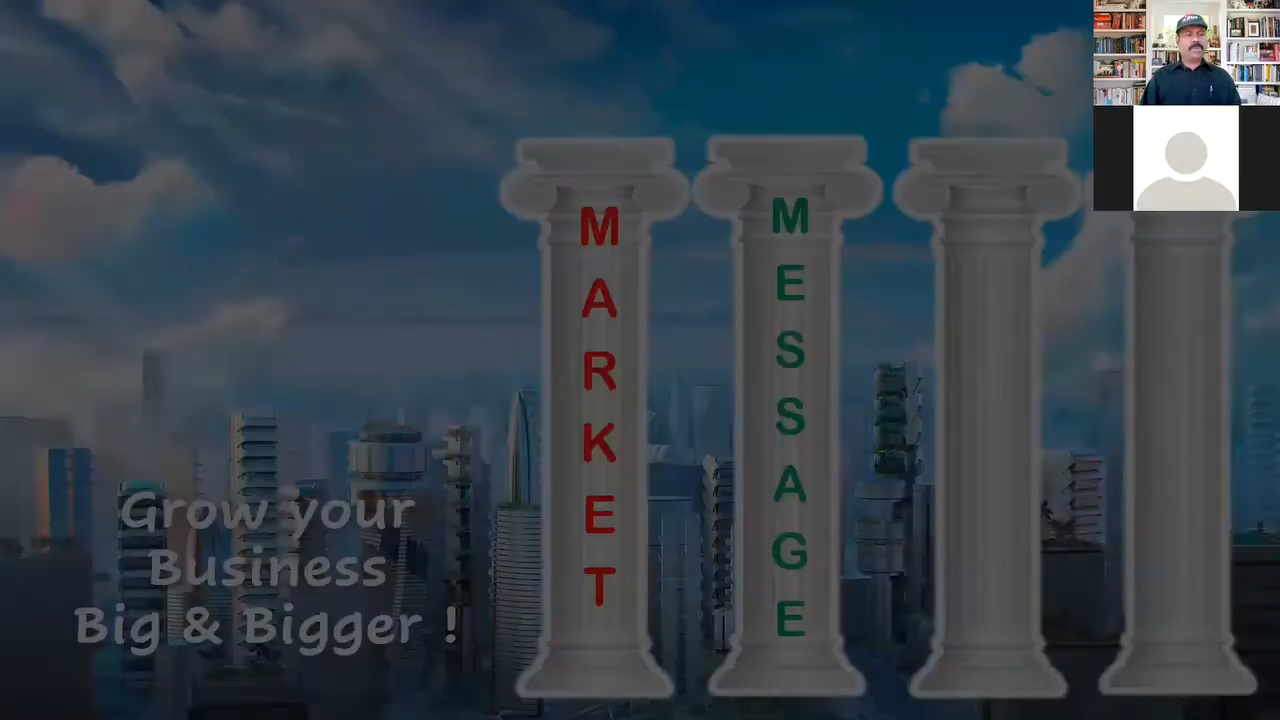 MARKET
MESSAGE
Grow your
Business
Big & Bigger !